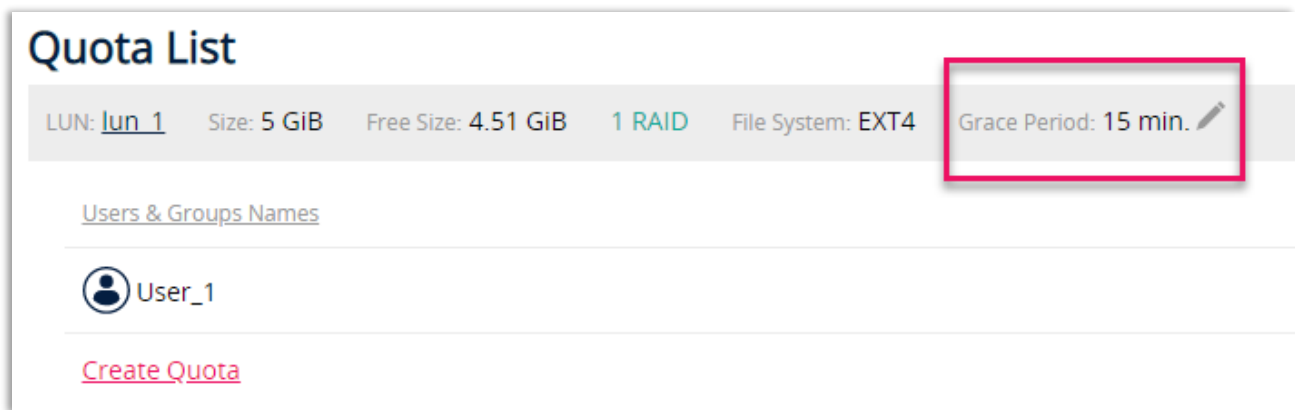 Quota List
LUN: lun_1 Size: 5 GiB Free Size: 4.51 GiB 1 RAID File System: EXT4 Grace Period: 15 min.
Users & Groups Names
User_1
Create Quota